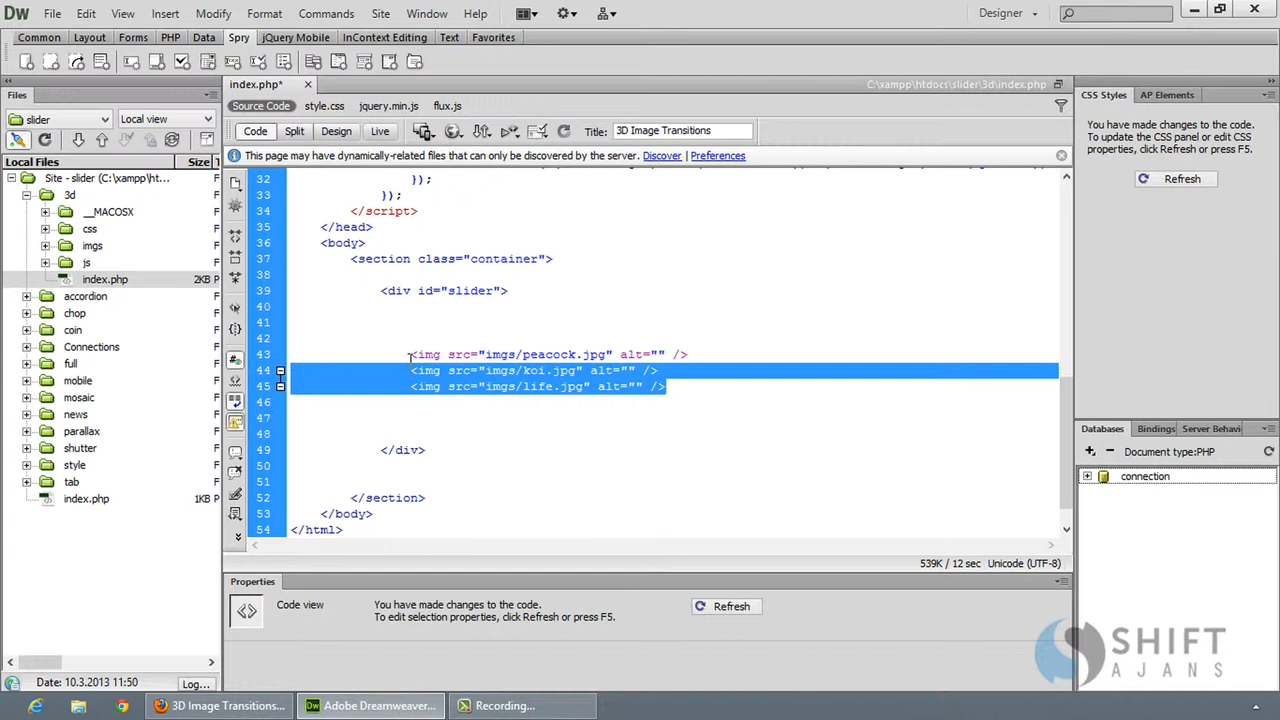 Dw File Edit View Insert Modify Format Commands Site Window Help Designer
Common Layout Forms PHP Data Spry jQuery Mobile InContext Editing Text Favorites
Files
index.php*
C:\xampp\htdocs\slider\3d\index.php
CSS Styles AP Elements
slider Local view
Source Code style.css jquery.min.js flux.js
Code Split Design Live Title: 3D Image Transitions
This page may have dynamically-related files that can only be discovered by the server. Discover Preferences
You have made changes to the code.
To update the CSS panel or edit CSS
properties, click Refresh or press F5.
Refresh
Local Files Size
Site - slider (C:\xampp\ht...
3d
__MACOSX F
css F
imgs F
js F
index.php 2KB P
accordion F
chop F
coin F
Connections F
full F
mobile F
mosaic F
news F
parallax F
shutter F
style F
tab F
index.php 1KB P
32 });
33 });
34 </script>
35 </head>
36 <body>
37 <section class="container">
38
39 <div id="slider">
40
41
42
43 <img src="imgs/peacock.jpg" alt="" />
44 <img src="imgs/koi.jpg" alt="" />
45 <img src="imgs/life.jpg" alt="" />
46
47
48
49 </div>
50
51
52 </section>
53 </body>
54 </html>
Databases Bindings Server Behavi
Document type:PHP
connection
539K / 12 sec Unicode (UTF-8)
Properties
Code view
You have made changes to the code.
To edit selection properties, click Refresh or press F5.
Refresh
SHIFT
AJANS
Date: 10.3.2013 11:50 Log...
3D Image Transitions... Adobe Dreamweaver... Recording...